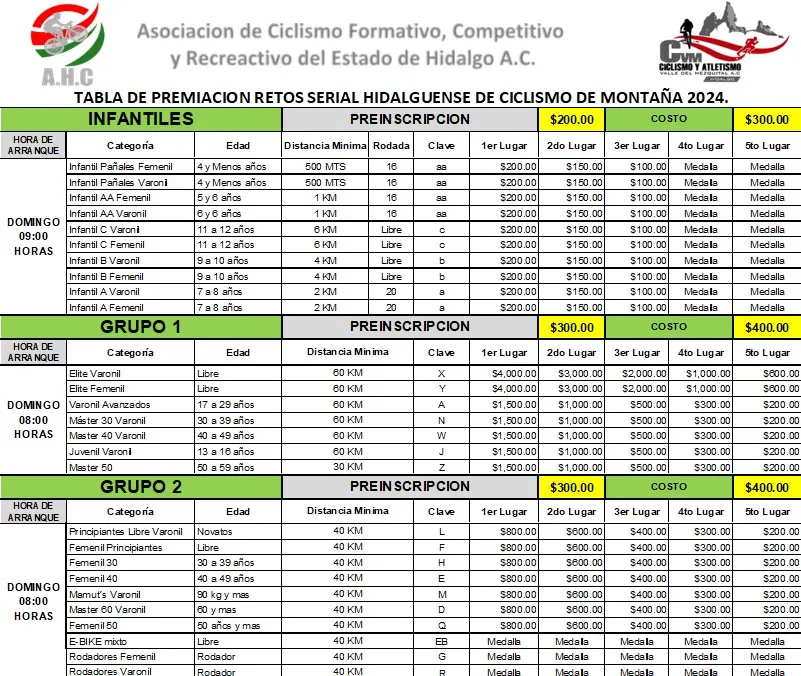 Asociacion de Ciclismo Formativo, Competitivo
y Recreactivo del Estado de Hidalgo A.C.
A.H.C
CVM
CICLISMO Y ATLETISMO
VALLE DEL MEZQUITAL A.C
HIDALGO
TABLA DE PREMIACION RETOS SERIAL HIDALGUENSE DE CICLISMO DE MONTAÑA 2024.
INFANTILES PREINSCRIPCION $200.00 COSTO $300.00
HORA DE ARRANQUE Categoría Edad Distancia Minima Rodada Clave 1er Lugar 2do Lugar 3er Lugar 4to Lugar 5to Lugar
DOMINGO 09:00 HORAS
Infantil Pañales Femenil 4 y Menos años 500 MTS 16 aa $200.00 $150.00 $100.00 Medalla Medalla
Infantil Pañales Varonil 4 y Menos años 500 MTS 16 aa $200.00 $150.00 $100.00 Medalla Medalla
Infantil AA Femenil 5 y 6 años 1 KM 16 aa $200.00 $150.00 $100.00 Medalla Medalla
Infantil AA Varonil 6 y 6 años 1 KM 16 aa $200.00 $150.00 $100.00 Medalla Medalla
Infantil C Varonil 11 a 12 años 6 KM Libre c $200.00 $150.00 $100.00 Medalla Medalla
Infantil C Femenil 11 a 12 años 6 KM Libre c $200.00 $150.00 $100.00 Medalla Medalla
Infantil B Varonil 9 a 10 años 4 KM Libre b $200.00 $150.00 $100.00 Medalla Medalla
Infantil B Femenil 9 a 10 años 4 KM Libre b $200.00 $150.00 $100.00 Medalla Medalla
Infantil A Varonil 7 a 8 años 2 KM 20 a $200.00 $150.00 $100.00 Medalla Medalla
Infantil A Femenil 7 a 8 años 2 KM 20 a $200.00 $150.00 $100.00 Medalla Medalla
GRUPO 1 PREINSCRIPCION $300.00 COSTO $400.00
HORA DE ARRANQUE Categoría Edad Distancia Minima Clave 1er Lugar 2do Lugar 3er Lugar 4to Lugar 5to Lugar
DOMINGO 08:00 HORAS
Elite Varonil Libre 60 KM X $4,000.00 $3,000.00 $2,000.00 $1,000.00 $600.00
Elite Femenil Libre 60 KM Y $4,000.00 $3,000.00 $2,000.00 $1,000.00 $600.00
Varonil Avanzados 17 a 29 años 60 KM A $1,500.00 $1,000.00 $500.00 $300.00 $200.00
Máster 30 Varonil 30 a 39 años 60 KM N $1,500.00 $1,000.00 $500.00 $300.00 $200.00
Master 40 Varonil 40 a 49 años 60 KM W $1,500.00 $1,000.00 $500.00 $300.00 $200.00
Juvenil Varonil 13 a 16 años 60 KM J $1,500.00 $1,000.00 $500.00 $300.00 $200.00
Master 50 50 a 59 años 30 KM Z $1,500.00 $1,000.00 $500.00 $300.00 $200.00
GRUPO 2 PREINSCRIPCION $300.00 COSTO $400.00
HORA DE ARRANQUE Categoría Edad Distancia Minima Clave 1er Lugar 2do Lugar 3er Lugar 4to Lugar 5to Lugar
DOMINGO 08:00 HORAS
Principiantes Libre Varonil Novatos 40 KM L $800.00 $600.00 $400.00 $300.00 $200.00
Femenil Principiantes Libre 40 KM F $800.00 $600.00 $400.00 $300.00 $200.00
Femenil 30 30 a 39 años 40 KM H $800.00 $600.00 $400.00 $300.00 $200.00
Femenil 40 40 a 49 años 40 KM E $800.00 $600.00 $400.00 $300.00 $200.00
Mamut's Varonil 90 kg y mas 40 KM M $800.00 $600.00 $400.00 $300.00 $200.00
Master 60 Varonil 60 y mas 40 KM D $800.00 $600.00 $400.00 $300.00 $200.00
Femenil 50 50 años y mas 40 KM Q $800.00 $600.00 $400.00 $300.00 $200.00
E-BIKE mixto Libre 40 KM EB Medalla Medalla Medalla Medalla Medalla
Rodadores Femenil Rodador 40 KM G Medalla Medalla Medalla Medalla Medalla
Rodadores Varonil Rodador 40 KM R Medalla Medalla Medalla Medalla Medalla